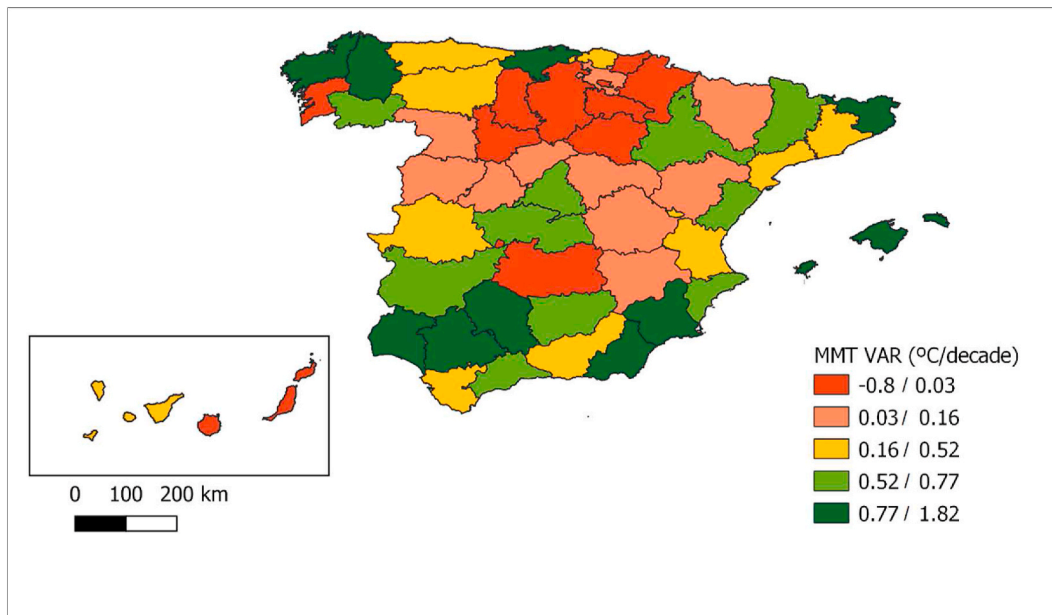 MMT VAR (ºC/decade)
-0.8 / 0.03
0.03 / 0.16
0.16 / 0.52
0.52 / 0.77
0.77 / 1.82
0 100 200 km